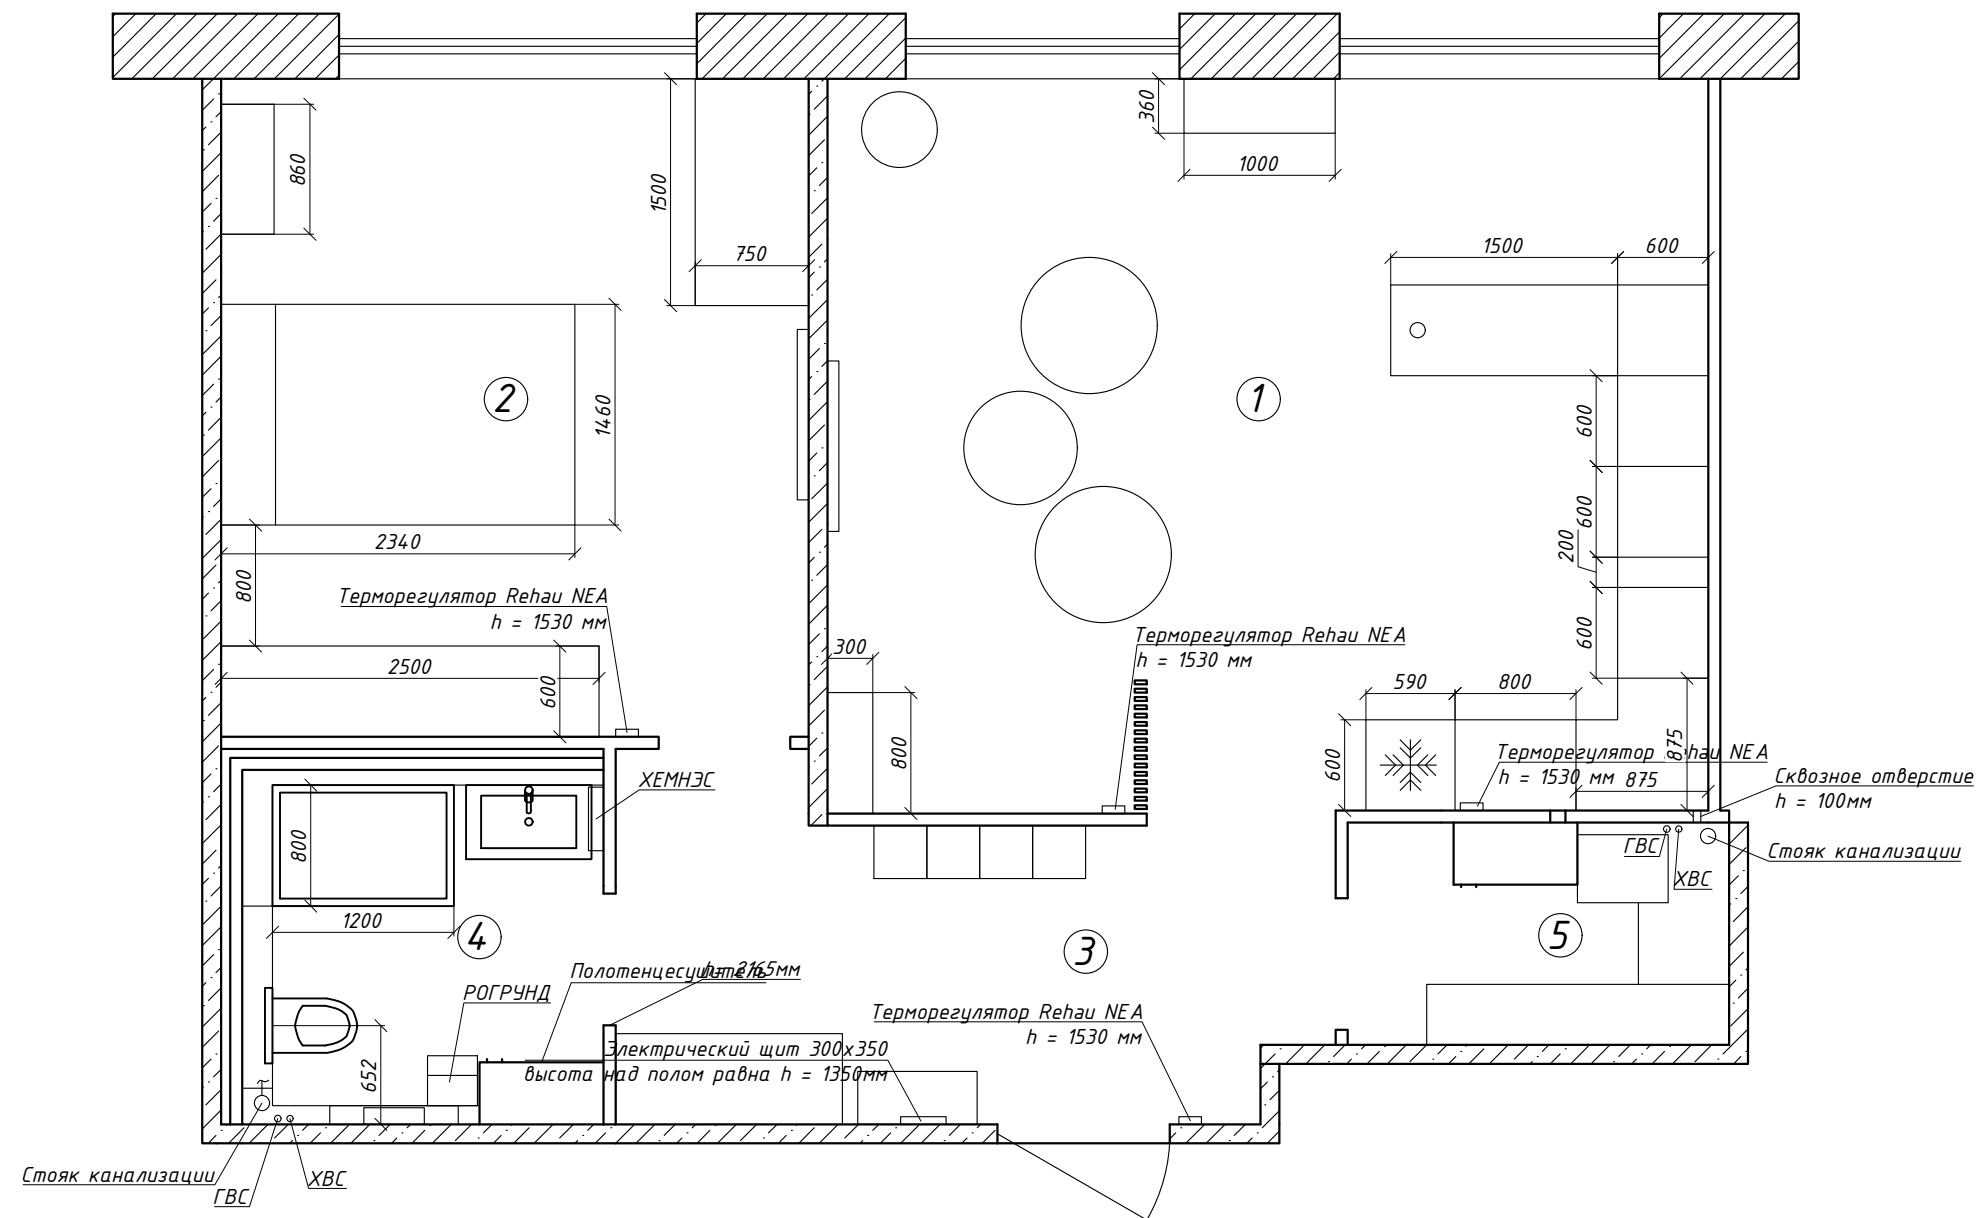 360
1000
860
1500
750
1500
600
2
1
1460
600
600
200
2340
800
Терморегулятор Rehau NEA
h = 1530 мм
600
300
Терморегулятор Rehau NEA
h = 1530 мм
2500
600
590
800
800
600
875
Терморегулятор Rehau NEA
h = 1530 мм
875
Сквозное отверстие
h = 100мм
ХЕМНЭС
800
ГВС
Стояк канализации
ХВС
1200
4
3
5
Полотенцесушитель
h= 2165мм
РОГРУНД
Терморегулятор Rehau NEA
h = 1530 мм
Электрический щит 300х350
высота над полом равна h = 1350мм
652
Стояк канализации
ГВС
ХВС